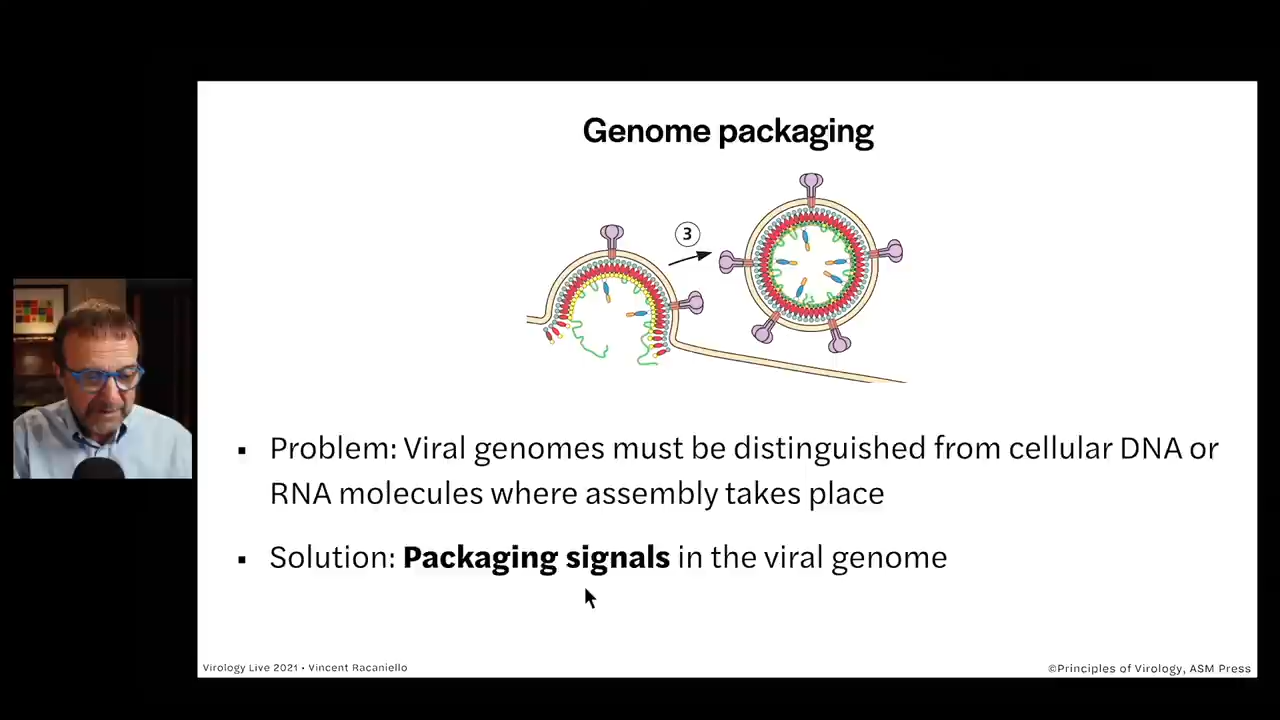 Genome packaging
3
▪ Problem: Viral genomes must be distinguished from cellular DNA or
RNA molecules where assembly takes place
▪ Solution: Packaging signals in the viral genome
Virology Live 2021 • Vincent Racaniello
©Principles of Virology, ASM Press